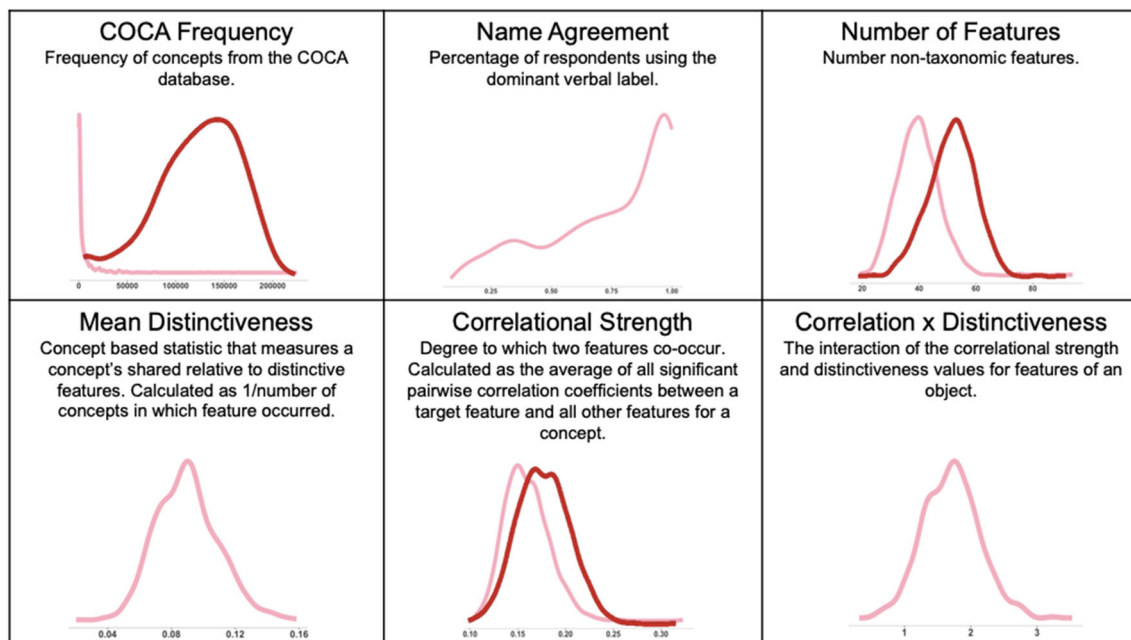 COCA Frequency
Frequency of concepts from the COCA
database.
0 50000 100000 150000 200000
Name Agreement
Percentage of respondents using the
dominant verbal label.
0.25 0.50 0.75 1.00
Number of Features
Number non-taxonomic features.
20 40 60 80
Mean Distinctiveness
Concept based statistic that measures a
concept's shared relative to distinctive
features. Calculated as 1/number of
concepts in which feature occurred.
0.04 0.08 0.12 0.16
Correlational Strength
Degree to which two features co-occur.
Calculated as the average of all significant
pairwise correlation coefficients between a
target feature and all other features for a
concept.
0.10 0.15 0.20 0.25 0.30
Correlation x Distinctiveness
The interaction of the correlational strength
and distinctiveness values for features of an
object.
1 2 3